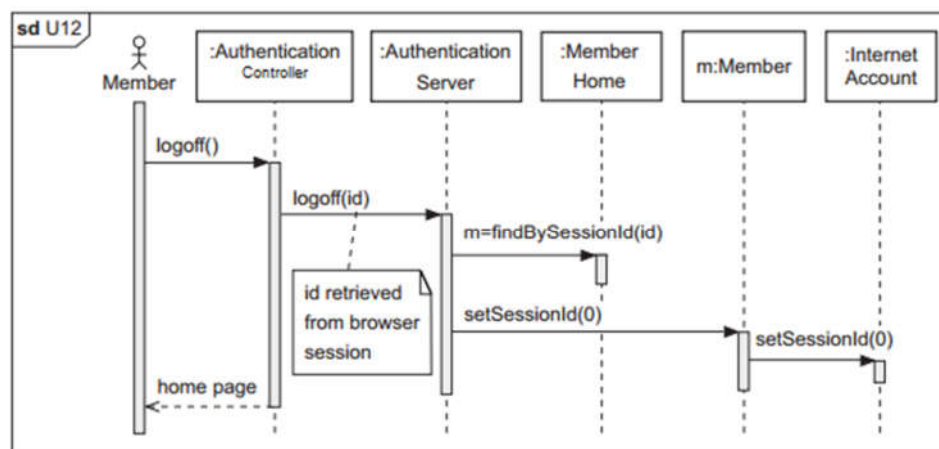 sd U12
Member
:Authentication
Controller
:Authentication
Server
:Member
Home
m:Member
:Internet
Account
logoff()
logoff(id)
m=findBySessionId(id)
id retrieved
from browser
session
setSessionId(0)
setSessionId(0)
home page